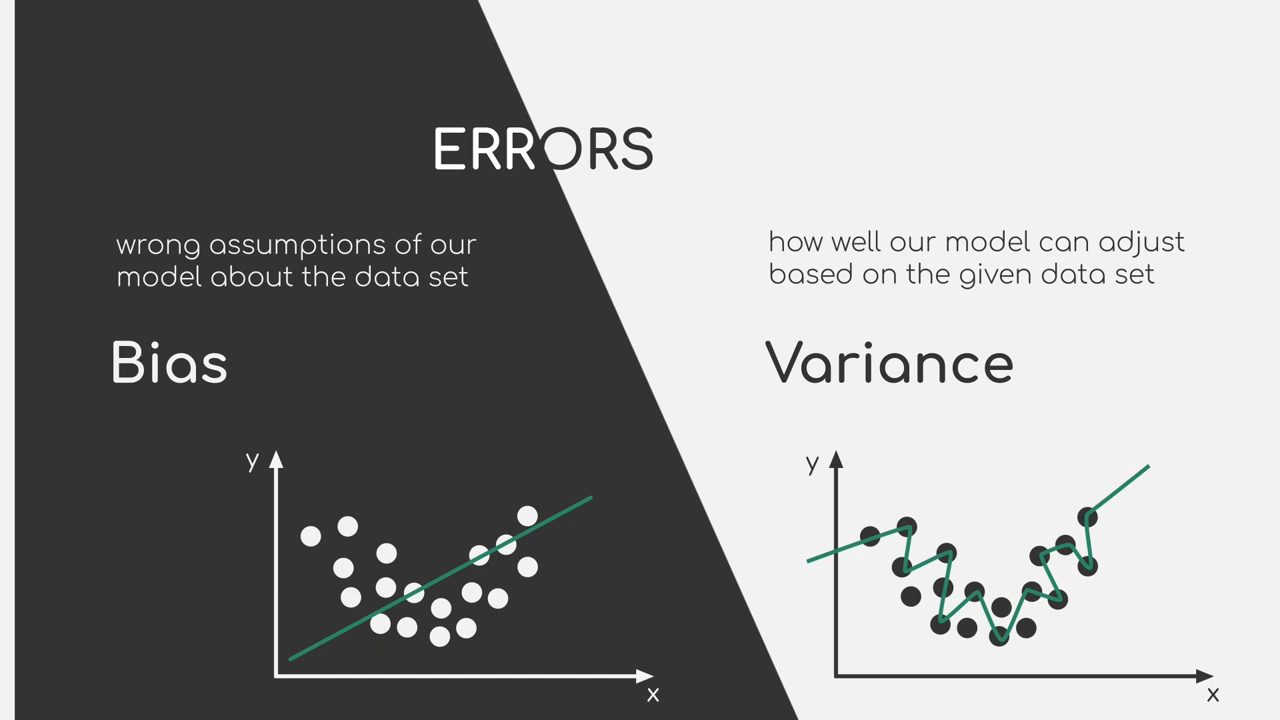 ERRORS
wrong assumptions of our
model about the data set
Bias
y
x
how well our model can adjust
based on the given data set
Variance
y
x